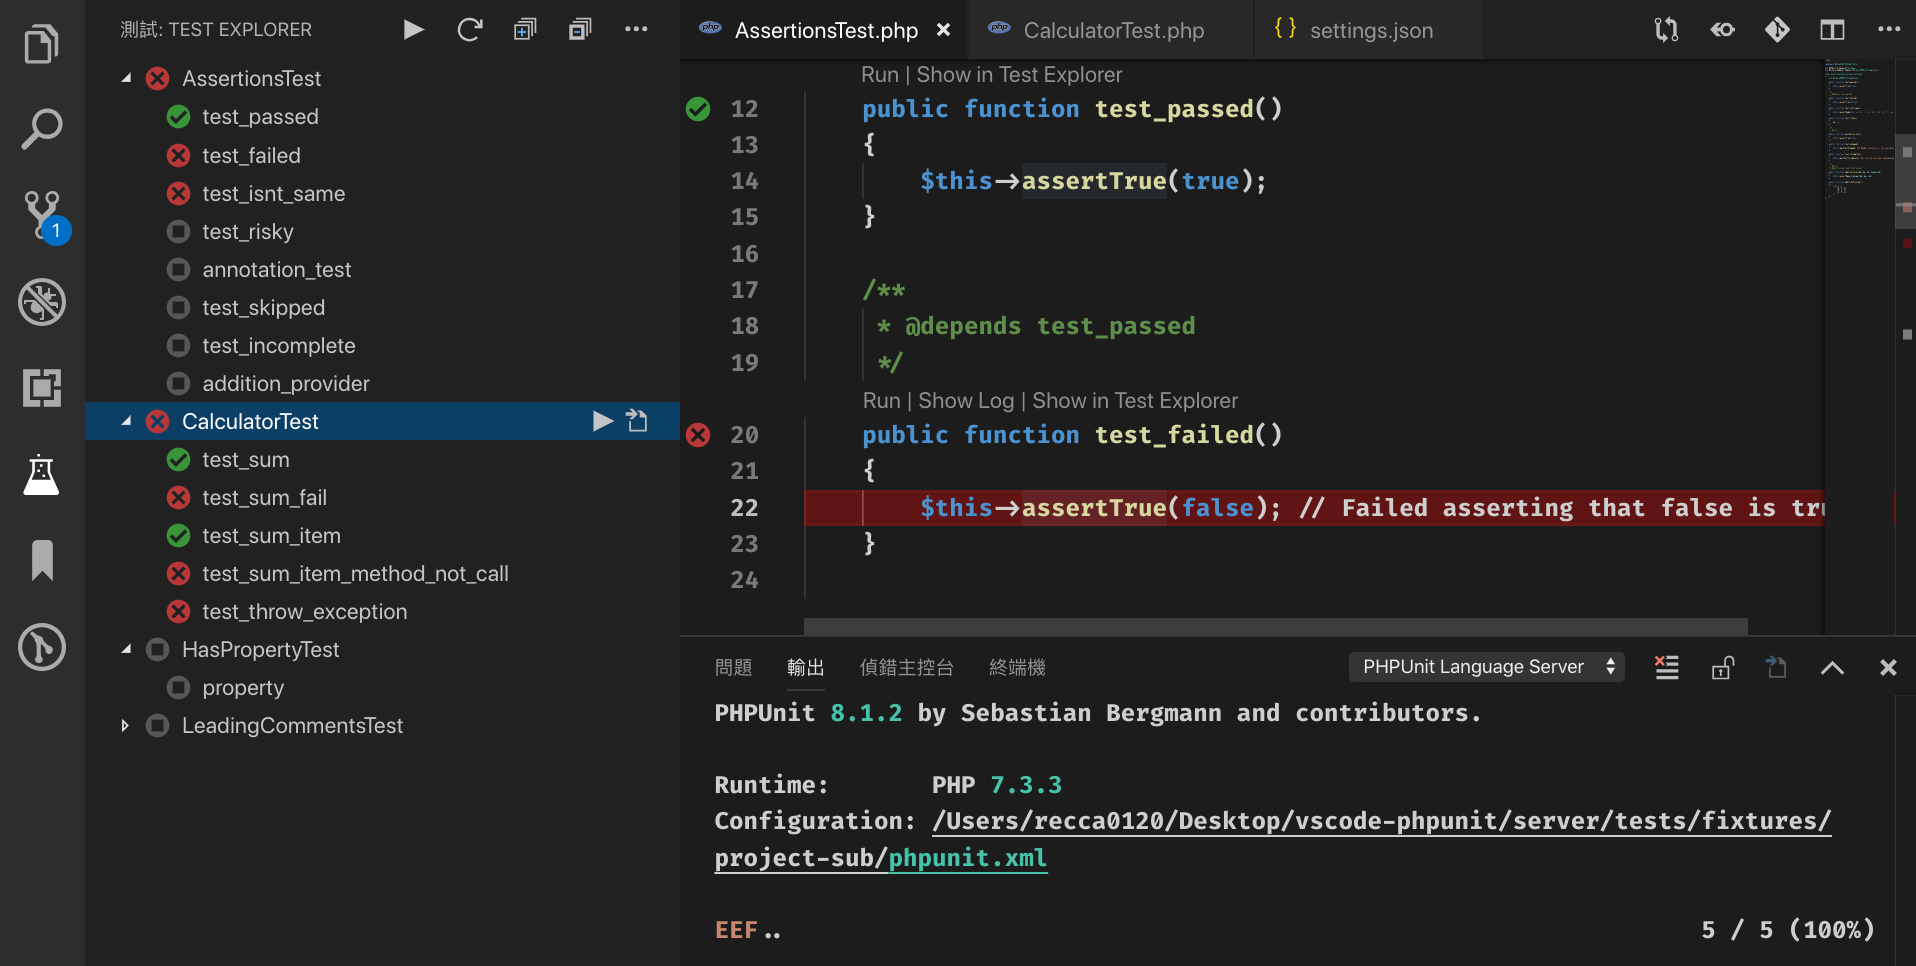 測試: TEST EXPLORER
AssertionsTest
test_passed
test_failed
test_isnt_same
test_risky
annotation_test
test_skipped
test_incomplete
addition_provider
CalculatorTest
test_sum
test_sum_fail
test_sum_item
test_sum_item_method_not_call
test_throw_exception
HasPropertyTest
property
LeadingCommentsTest
1
php AssertionsTest.php
php CalculatorTest.php
{} settings.json
Run | Show in Test Explorer
12 public function test_passed()
13 {
14 $this->assertTrue(true);
15 }
16
17 /**
18 * @depends test_passed
19 */
Run | Show Log | Show in Test Explorer
20 public function test_failed()
21 {
22 $this->assertTrue(false); // Failed asserting that false is tru
23 }
24
問題 輸出 偵錯主控台 終端機 PHPUnit Language Server
PHPUnit 8.1.2 by Sebastian Bergmann and contributors.
Runtime: PHP 7.3.3
Configuration: /Users/recca0120/Desktop/vscode-phpunit/server/tests/fixtures/
project-sub/phpunit.xml
EEF.. 5 / 5 (100%)